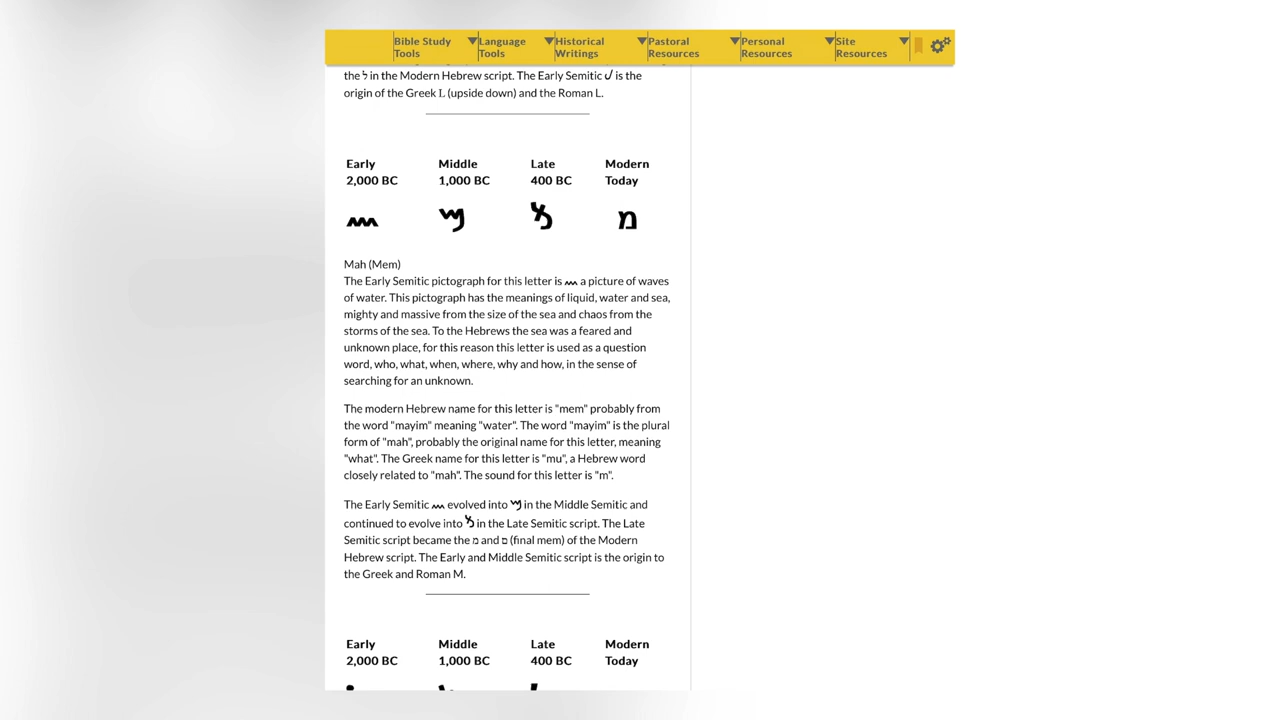 Bible Study Tools
Language Tools
Historical Writings
Pastoral Resources
Personal Resources
Site Resources
the ל in the Modern Hebrew script. The Early Semitic 𐤋 is the
origin of the Greek L (upside down) and the Roman L.
Early Middle Late Modern
2,000 BC 1,000 BC 400 BC Today
מ
Mah (Mem)
The Early Semitic pictograph for this letter is a picture of waves
of water. This pictograph has the meanings of liquid, water and sea,
mighty and massive from the size of the sea and chaos from the
storms of the sea. To the Hebrews the sea was a feared and
unknown place, for this reason this letter is used as a question
word, who, what, when, where, why and how, in the sense of
searching for an unknown.
The modern Hebrew name for this letter is "mem" probably from
the word "mayim" meaning "water". The word "mayim" is the plural
form of "mah", probably the original name for this letter, meaning
"what". The Greek name for this letter is "mu", a Hebrew word
closely related to "mah". The sound for this letter is "m".
The Early Semitic evolved into in the Middle Semitic and
continued to evolve into in the Late Semitic script. The Late
Semitic script became the מ and ם (final mem) of the Modern
Hebrew script. The Early and Middle Semitic script is the origin to
the Greek and Roman M.
Early Middle Late Modern
2,000 BC 1,000 BC 400 BC Today